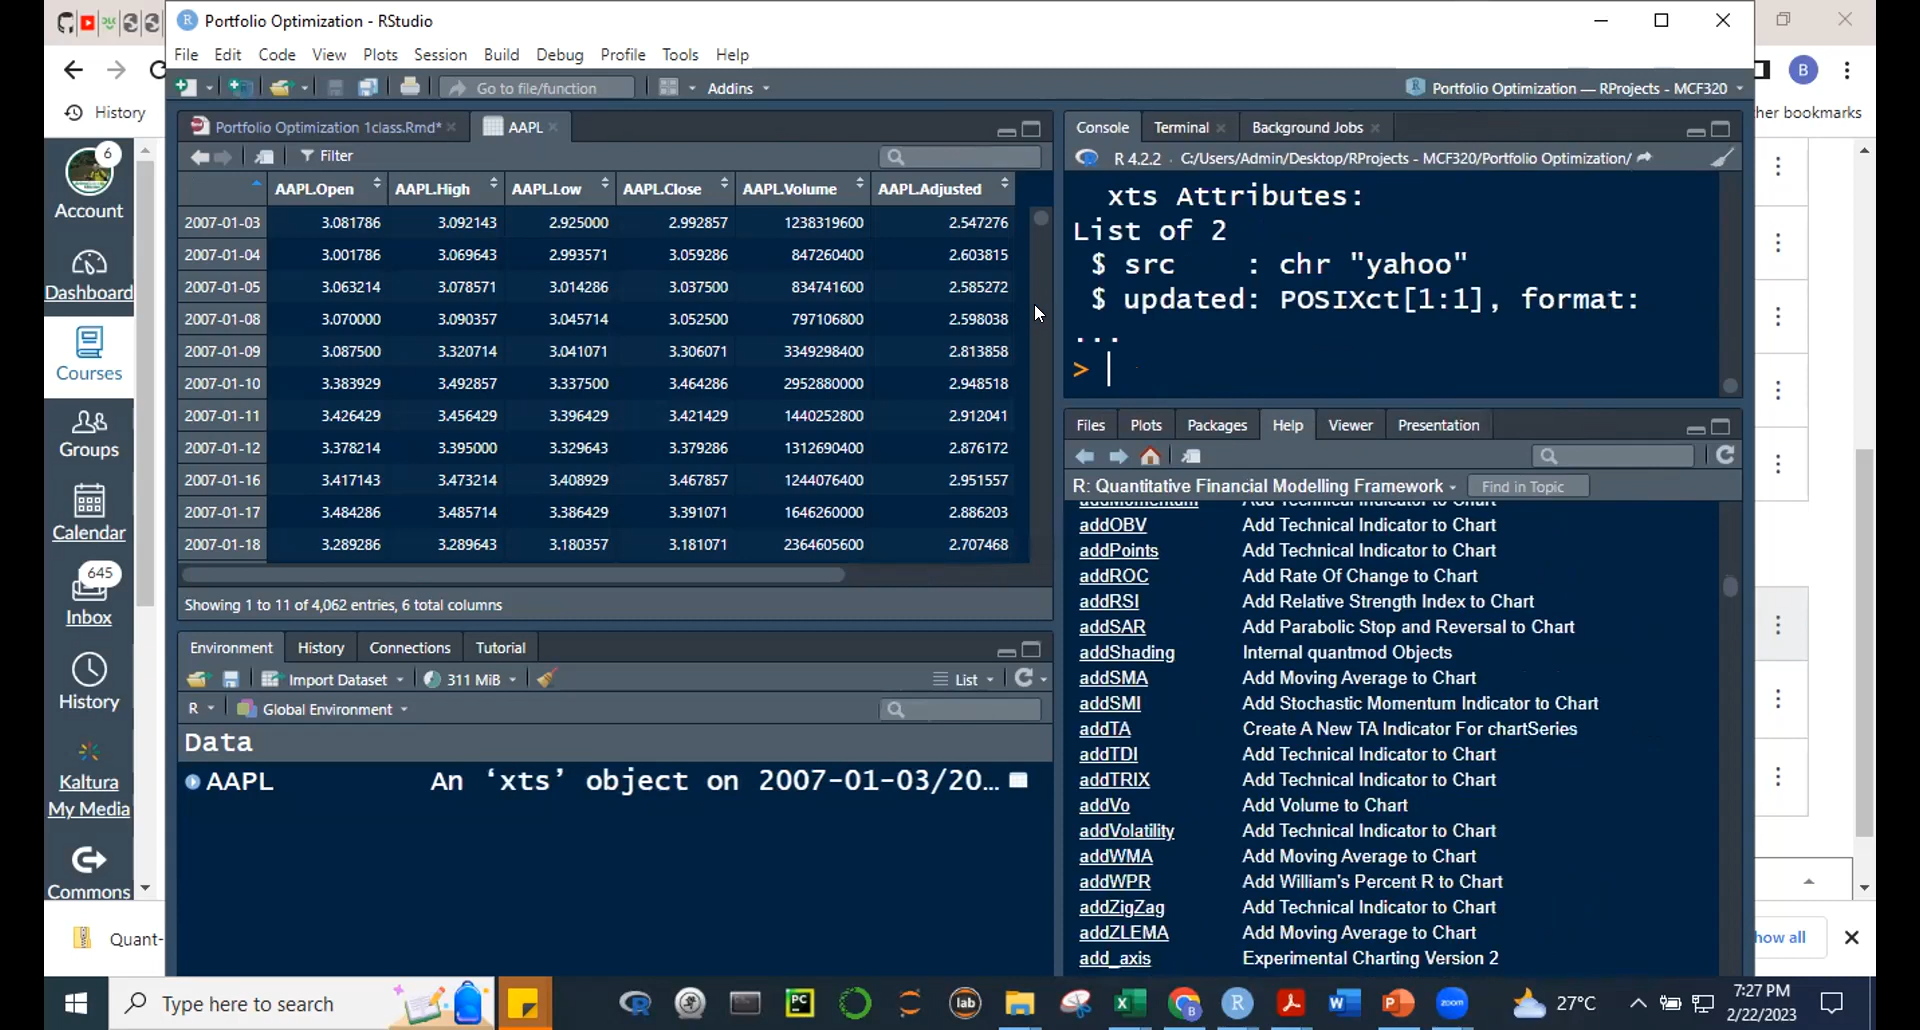 Portfolio Optimization - RStudio
File Edit Code View Plots Session Build Debug Profile Tools Help
Go to file/function Addins Portfolio Optimization — RProjects - MCF320
History
her bookmarks
B
6
Account
Dashboard
Courses
Groups
Calendar
645
Inbox
History
Kaltura
My Media
Commons
Portfolio Optimization 1class.Rmd* AAPL
Filter
AAPL.Open AAPL.High AAPL.Low AAPL.Close AAPL.Volume AAPL.Adjusted
2007-01-03 3.081786 3.092143 2.925000 2.992857 1238319600 2.547276
2007-01-04 3.001786 3.069643 2.993571 3.059286 847260400 2.603815
2007-01-05 3.063214 3.078571 3.014286 3.037500 834741600 2.585272
2007-01-08 3.070000 3.090357 3.045714 3.052500 797106800 2.598038
2007-01-09 3.087500 3.320714 3.041071 3.306071 3349298400 2.813858
2007-01-10 3.383929 3.492857 3.337500 3.464286 2952880000 2.948518
2007-01-11 3.426429 3.456429 3.396429 3.421429 1440252800 2.912041
2007-01-12 3.378214 3.395000 3.329643 3.379286 1312690400 2.876172
2007-01-16 3.417143 3.473214 3.408929 3.467857 1244076400 2.951557
2007-01-17 3.484286 3.485714 3.386429 3.391071 1646260000 2.886203
2007-01-18 3.289286 3.289643 3.180357 3.181071 2364605600 2.707468
Showing 1 to 11 of 4,062 entries, 6 total columns
Environment History Connections Tutorial
Import Dataset 311 MiB List
R Global Environment
Data
AAPL An ‘xts’ object on 2007-01-03/20…
Console Terminal Background Jobs
R 4.2.2 · C:/Users/Admin/Desktop/RProjects - MCF320/Portfolio Optimization/
xts Attributes:
List of 2
$ src : chr "yahoo"
$ updated: POSIXct[1:1], format:
...
>
Files Plots Packages Help Viewer Presentation
R: Quantitative Financial Modelling Framework Find in Topic
addMomentum Add Technical Indicator to Chart
addOBV Add Technical Indicator to Chart
addPoints Add Technical Indicator to Chart
addROC Add Rate Of Change to Chart
addRSI Add Relative Strength Index to Chart
addSAR Add Parabolic Stop and Reversal to Chart
addShading Internal quantmod Objects
addSMA Add Moving Average to Chart
addSMI Add Stochastic Momentum Indicator to Chart
addTA Create A New TA Indicator For chartSeries
addTDI Add Technical Indicator to Chart
addTRIX Add Technical Indicator to Chart
addVo Add Volume to Chart
addVolatility Add Technical Indicator to Chart
addWMA Add Moving Average to Chart
addWPR Add William's Percent R to Chart
addZigZag Add Technical Indicator to Chart
addZLEMA Add Moving Average to Chart
add_axis Experimental Charting Version 2
Quant-
how all
Type here to search
PC
lab
B
R
zoom
27°C
7:27 PM
2/22/2023